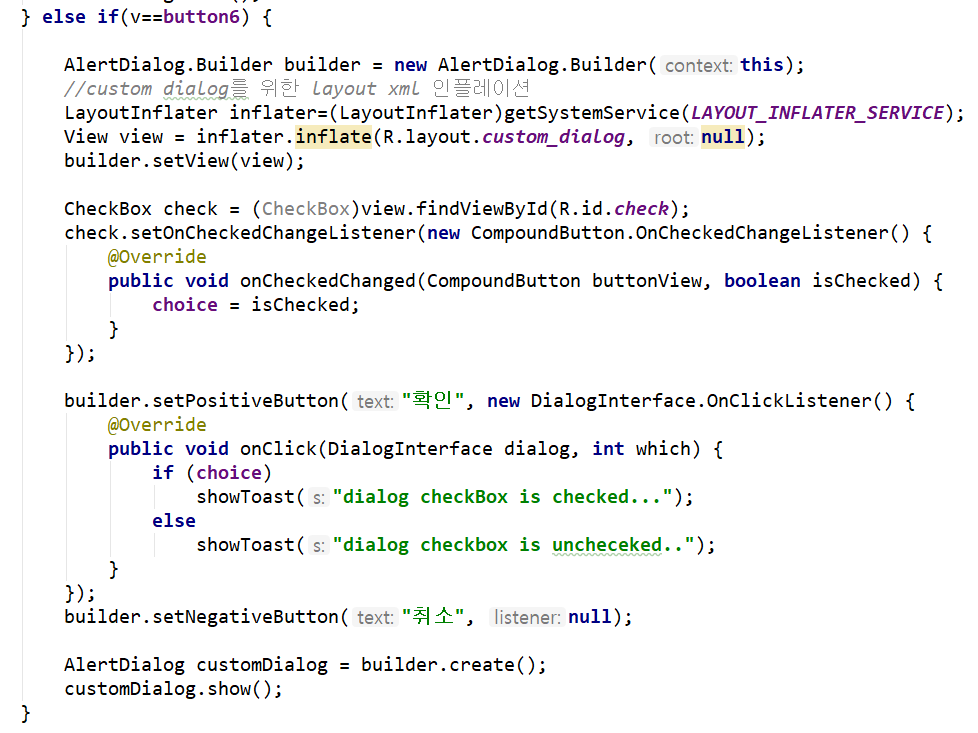 } else if(v==button6) {
AlertDialog.Builder builder = new AlertDialog.Builder( context: this);
//custom dialog를 위한 layout xml 인플레이션
LayoutInflater inflater=(LayoutInflater)getSystemService(LAYOUT_INFLATER_SERVICE);
View view = inflater.inflate(R.layout.custom_dialog, root: null);
builder.setView(view);
CheckBox check = (CheckBox)view.findViewById(R.id.check);
check.setOnCheckedChangeListener(new CompoundButton.OnCheckedChangeListener() {
@Override
public void onCheckedChanged(CompoundButton buttonView, boolean isChecked) {
choice = isChecked;
}
});
builder.setPositiveButton( text: "확인", new DialogInterface.OnClickListener() {
@Override
public void onClick(DialogInterface dialog, int which) {
if (choice)
showToast( s: "dialog checkBox is checked...");
else
showToast( s: "dialog checkbox is uncheceked..");
}
});
builder.setNegativeButton( text: "취소", listener: null);
AlertDialog customDialog = builder.create();
customDialog.show();
}